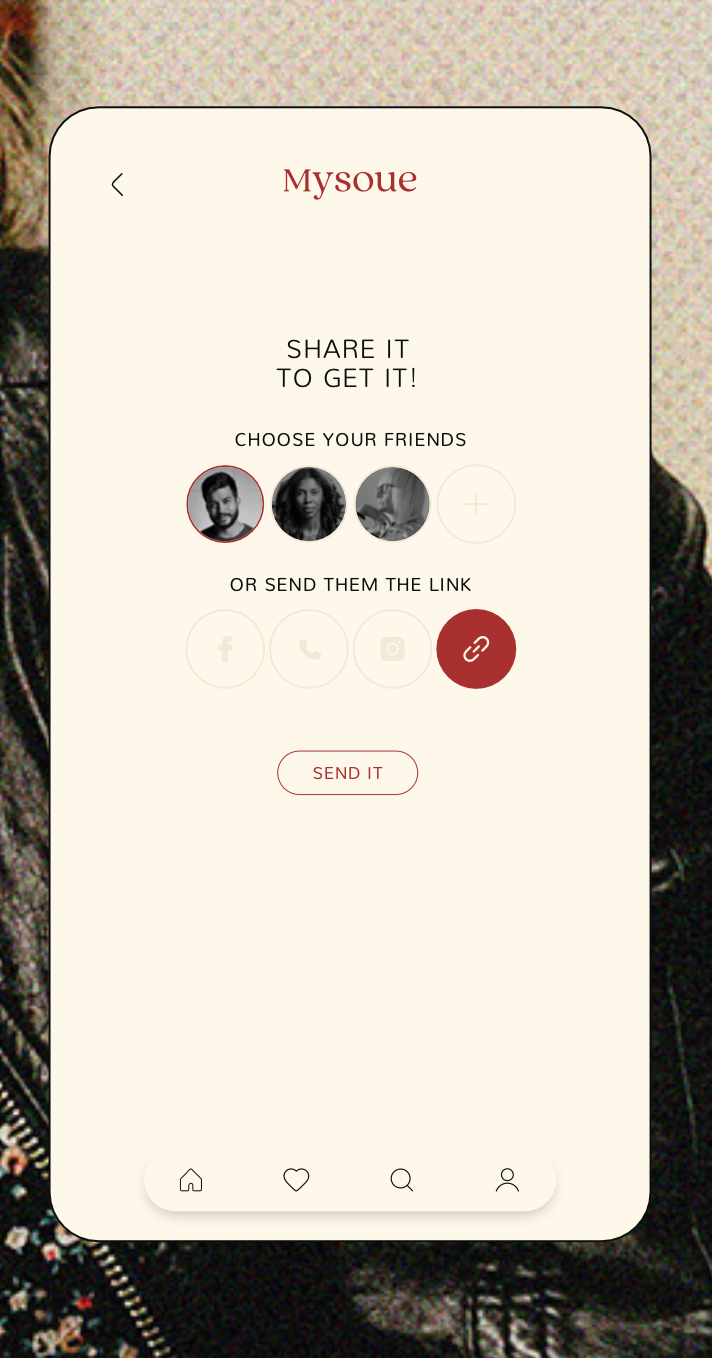 Mysoue
SHARE IT
TO GET IT!
CHOOSE YOUR FRIENDS
OR SEND THEM THE LINK
SEND IT